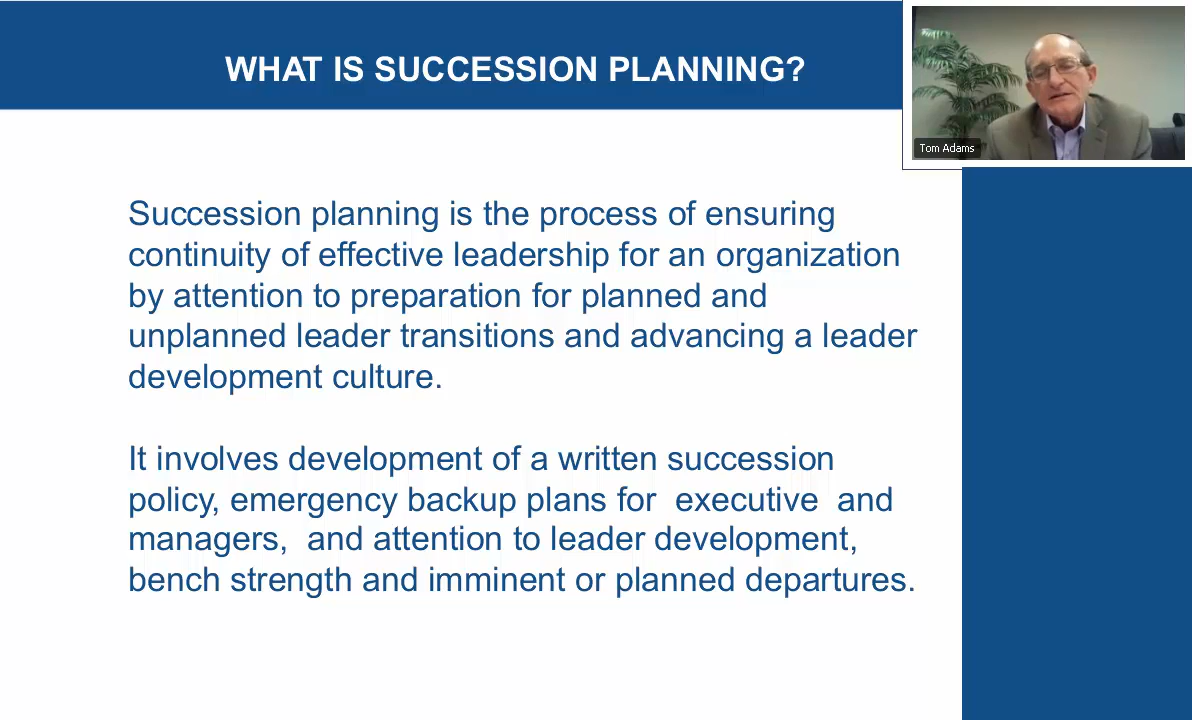 WHAT IS SUCCESSION PLANNING?
Tom Adams
Succession planning is the process of ensuring
continuity of effective leadership for an organization
by attention to preparation for planned and
unplanned leader transitions and advancing a leader
development culture.
It involves development of a written succession
policy, emergency backup plans for  executive  and
managers,  and attention to leader development,
bench strength and imminent or planned departures.